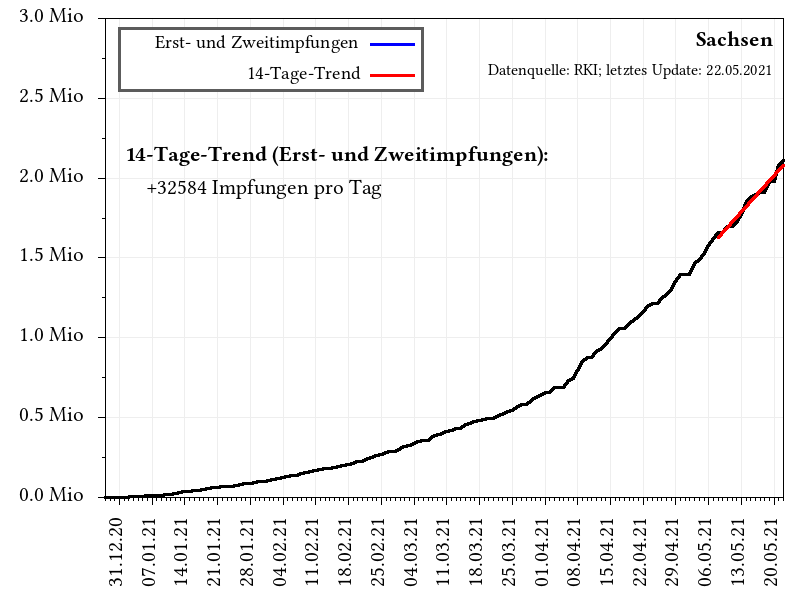 3.0 Mio
2.5 Mio
2.0 Mio
1.5 Mio
1.0 Mio
0.5 Mio
0.0 Mio
Erst- und Zweitimpfungen
14-Tage-Trend
Sachsen
Datenquelle: RKI; letztes Update: 22.05.2021
14-Tage-Trend (Erst- und Zweitimpfungen):
+32584 Impfungen pro Tag
31.12.20
07.01.21
14.01.21
21.01.21
28.01.21
04.02.21
11.02.21
18.02.21
25.02.21
04.03.21
11.03.21
18.03.21
25.03.21
01.04.21
08.04.21
15.04.21
22.04.21
29.04.21
06.05.21
13.05.21
20.05.21